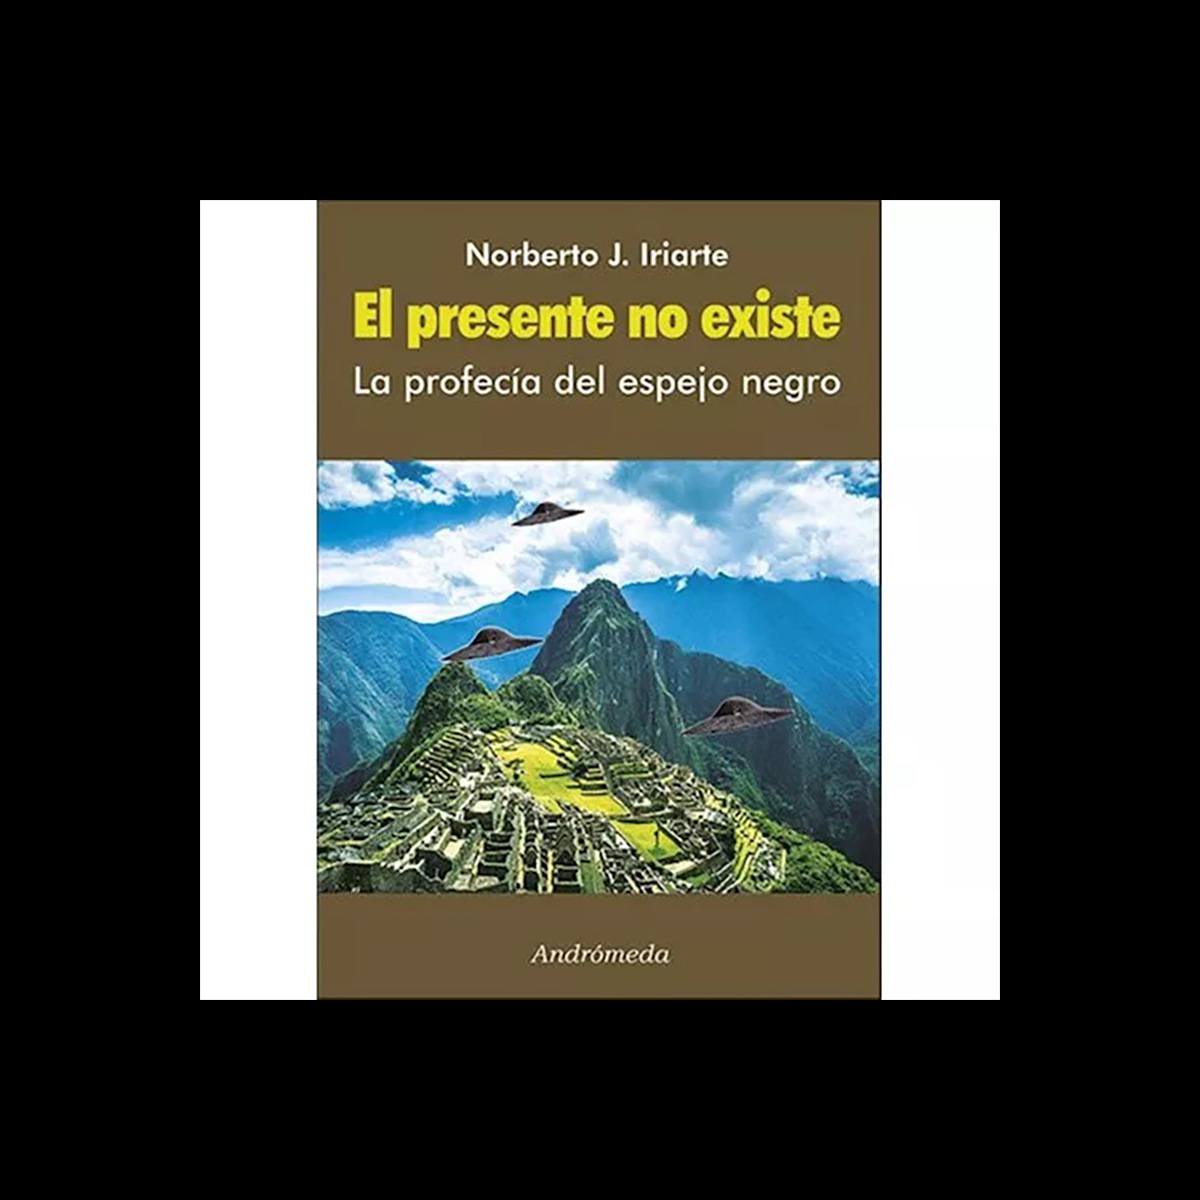 Norberto J. Iriarte
El presente no existe
La profecía del espejo negro
Andrómeda